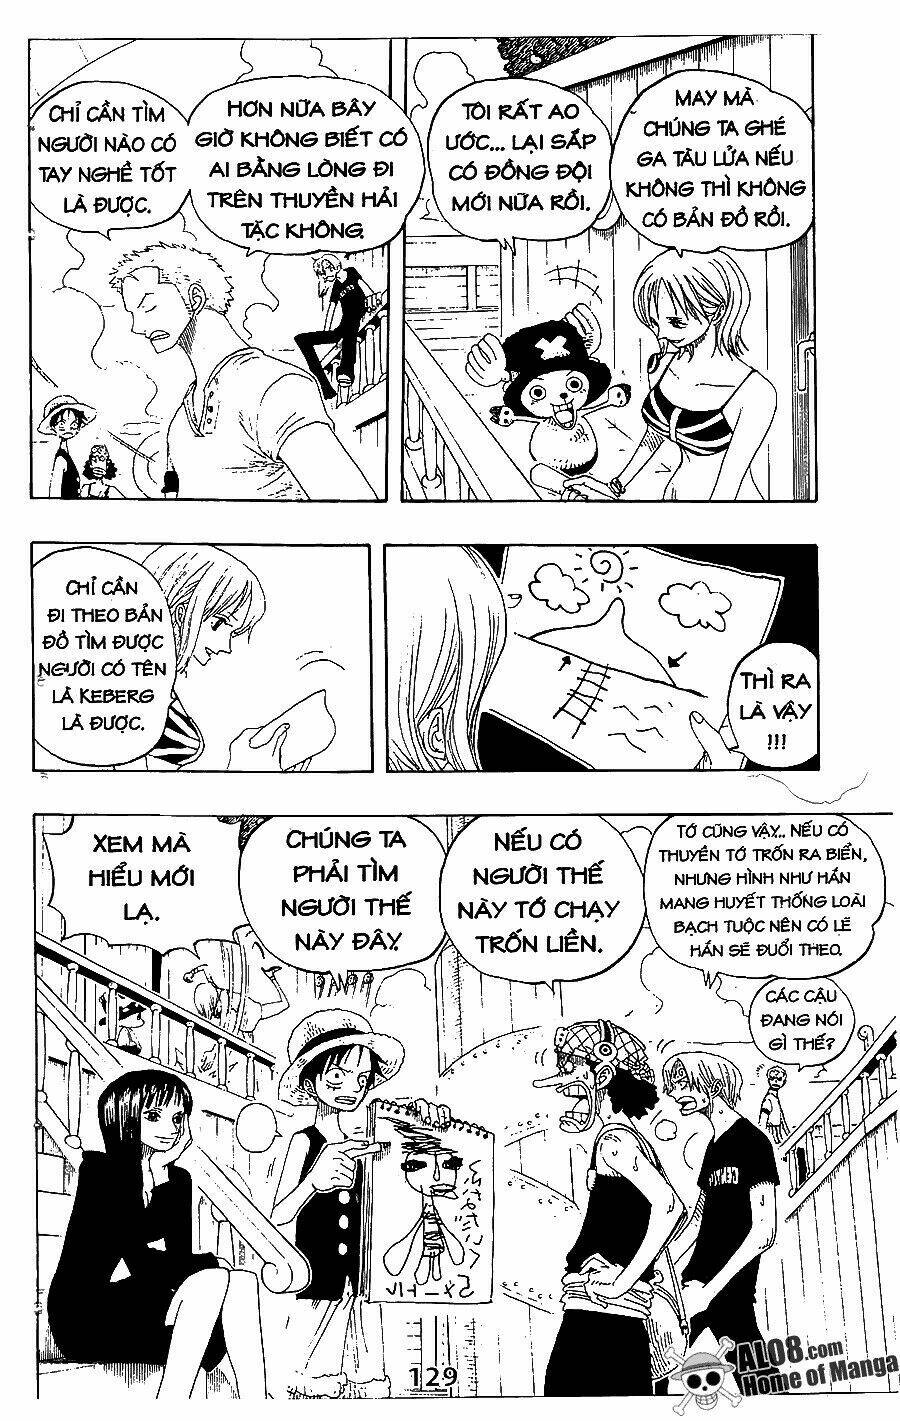 MAY MÀ
CHÚNG TA GHÉ
GA TÀU LỬA NẾU
KHÔNG THÌ KHÔNG
CÓ BẢN ĐỒ RỒI.
TÔI RẤT AO
ƯỚC... LẠI SẮP
CÓ ĐỒNG ĐỘI
MỚI NỮA RỒI.
HƠN NỮA BÂY
GIỜ KHÔNG BIẾT CÓ
AI BẰNG LÒNG ĐI
TRÊN THUYỀN HẢI
TẶC KHÔNG.
CHỈ CẦN TÌM
NGƯỜI NÀO CÓ
TAY NGHỀ TỐT
LÀ ĐƯỢC.
THÌ RA
LÀ VẬY
!!!
CHỈ CẦN
ĐI THEO BẢN
ĐỒ TÌM ĐƯỢC
NGƯỜI CÓ TÊN
LÀ KEBERG
LÀ ĐƯỢC.
TỚ CŨNG VẬY.. NẾU CÓ
THUYỀN TỚ TRỐN RA BIỂN,
NHƯNG HÌNH NHƯ HẮN
MANG HUYẾT THỐNG LOÀI
BẠCH TUỘC NÊN CÓ LẼ
HẮN SẼ ĐUỔI THEO.
CÁC CẬU
ĐANG NÓI
GÌ THẾ?
NẾU CÓ
NGƯỜI THẾ
NÀY TỚ CHẠY
TRỐN LIỀN.
CHÚNG TA
PHẢI TÌM
NGƯỜI THẾ
NÀY ĐÂY.
XEM MÀ
HIỂU MỚI
LẠ.
ふなだいく
129
AL08.com
Home of Manga